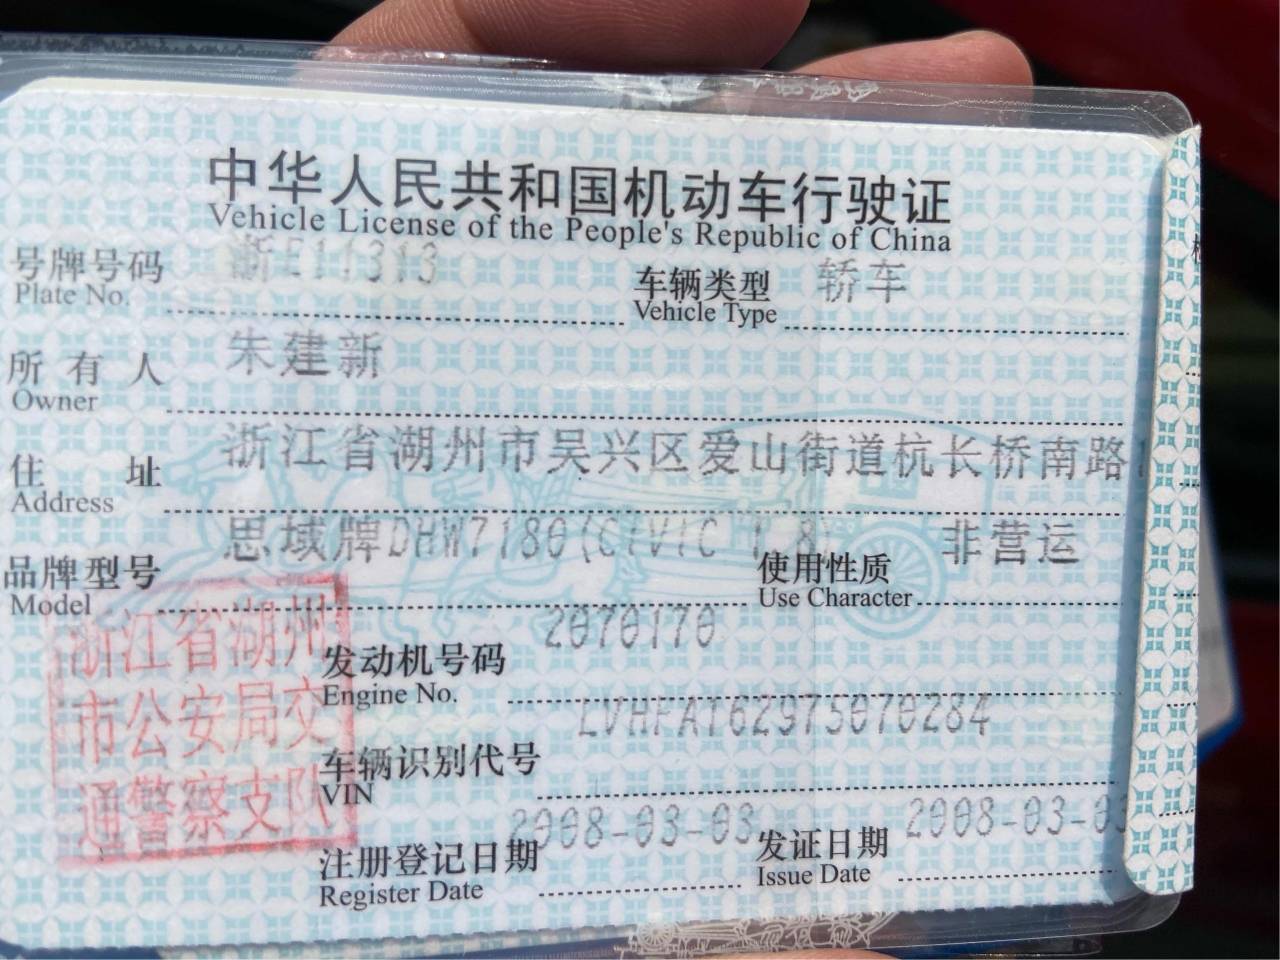 中华人民共和国机动车行驶证
Vehicle License of the People's Republic of China
号牌号码 浙E11313 车辆类型 轿车
Plate No. Vehicle Type
所有人 朱建新
Owner
住址 浙江省湖州市吴兴区爱山街道杭长桥南路
Address
品牌型号 思域牌DHW7180(CIVIC 1.8) 使用性质 非营运
Model Use Character
发动机号码 2070170
Engine No.
车辆识别代号 LVHFA162975070284
VIN
注册登记日期 2008-03-03 发证日期 2008-03-03
Register Date Issue Date
浙江省湖州
市公安局交
通警察支队